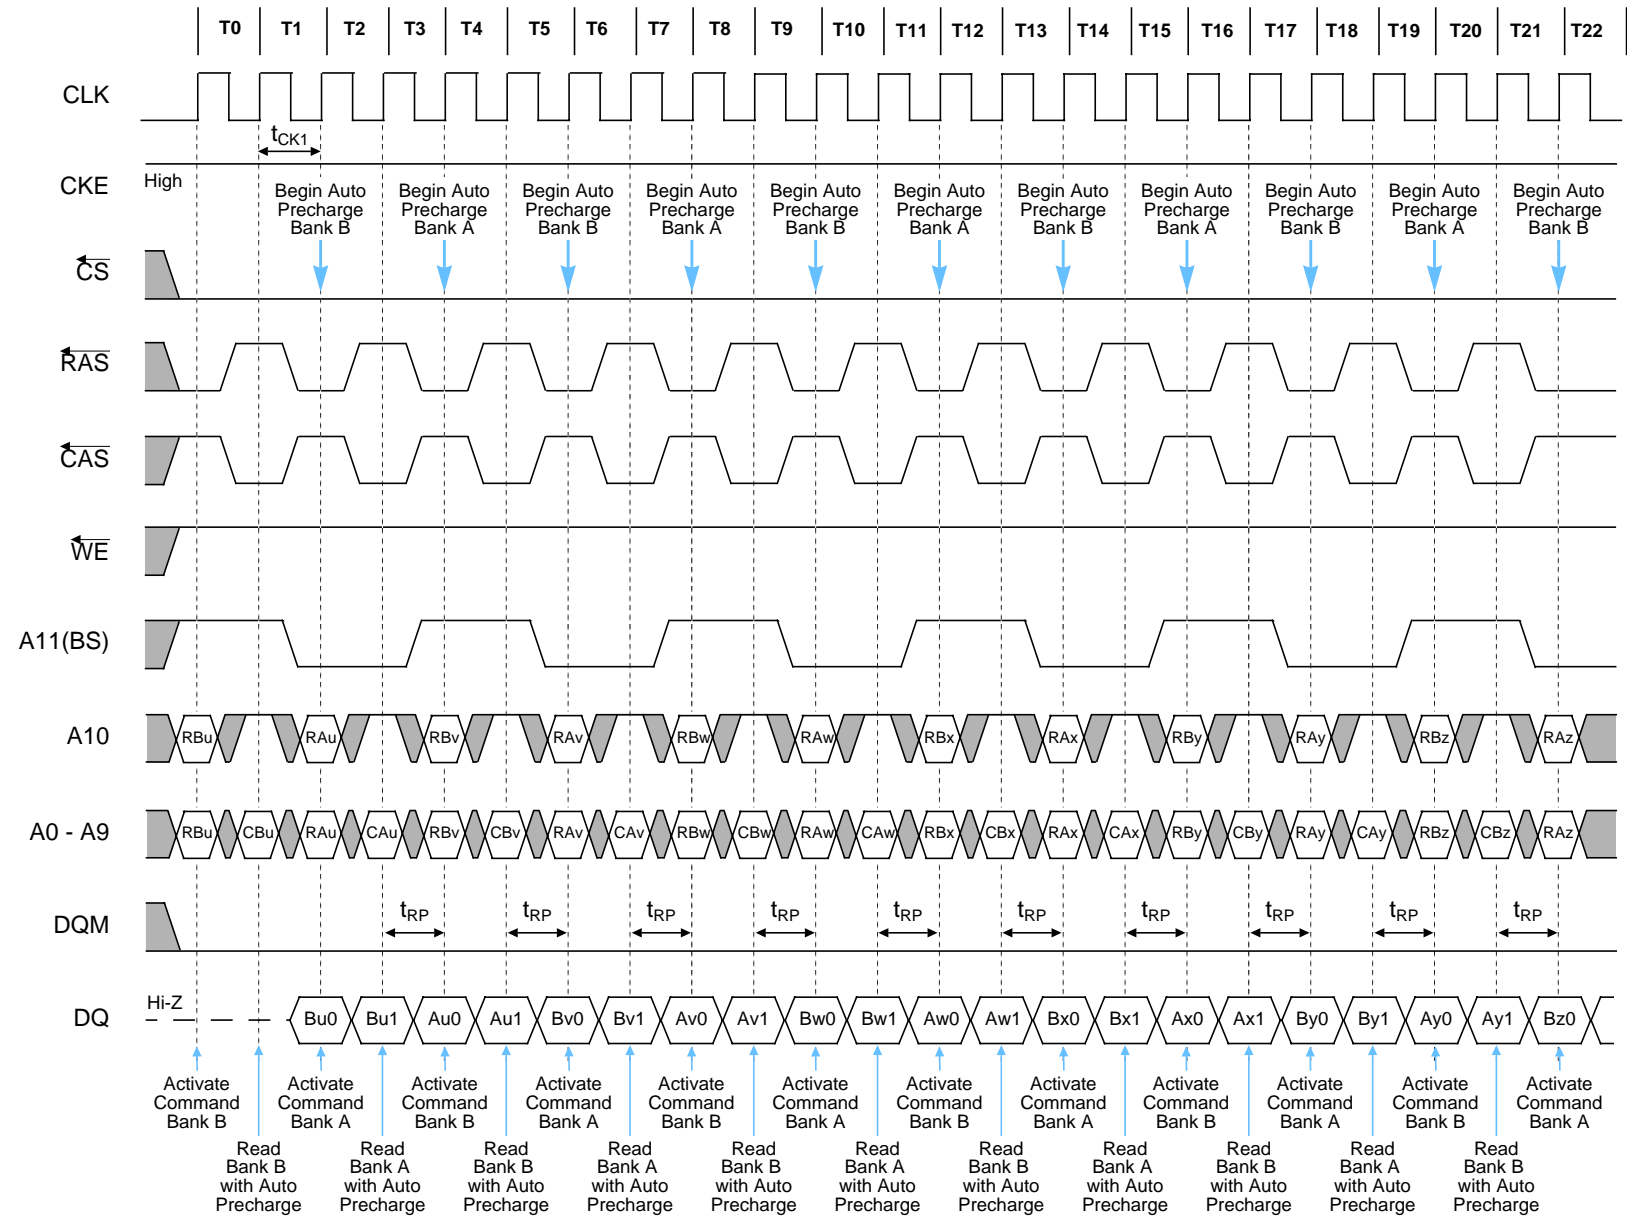 T0 T1 T2 T3 T4 T5 T6 T7 T8 T9 T10 T11 T12 T13 T14 T15 T16 T17 T18 T19 T20 T21 T22
CLK
tCK1
CKE
High
Begin Auto Begin Auto Begin Auto Begin Auto Begin Auto Begin Auto Begin Auto Begin Auto Begin Auto Begin Auto Begin Auto
Precharge Precharge Precharge Precharge Precharge Precharge Precharge Precharge Precharge Precharge Precharge
Bank B Bank A Bank B Bank A Bank B Bank A Bank B Bank A Bank B Bank A Bank B
CS
RAS
CAS
WE
A11(BS)
A10 RBu RAu RBv RAv RBw RAw RBx RAx RBy RAy RBz RAz
A0 - A9 RBu CBu RAu CAu RBv CBv RAv CAv RBw CBw RAw CAw RBx CBx RAx CAx RBy CBy RAy CAy RBz CBz RAz
DQM tRP tRP tRP tRP tRP tRP tRP tRP tRP tRP
DQ Hi-Z Bu0 Bu1 Au0 Au1 Bv0 Bv1 Av0 Av1 Bw0 Bw1 Aw0 Aw1 Bx0 Bx1 Ax0 Ax1 By0 By1 Ay0 Ay1 Bz0
Activate Activate Activate Activate Activate Activate Activate Activate Activate Activate Activate Activate
Command Command Command Command Command Command Command Command Command Command Command Command
Bank B Bank A Bank B Bank A Bank B Bank A Bank B Bank A Bank B Bank A Bank B Bank A
Read Read Read Read Read Read Read Read Read Read Read
Bank B Bank A Bank B Bank A Bank B Bank A Bank B Bank A Bank B Bank A Bank B
with Auto with Auto with Auto with Auto with Auto with Auto with Auto with Auto with Auto with Auto with Auto
Precharge Precharge Precharge Precharge Precharge Precharge Precharge Precharge Precharge Precharge Precharge